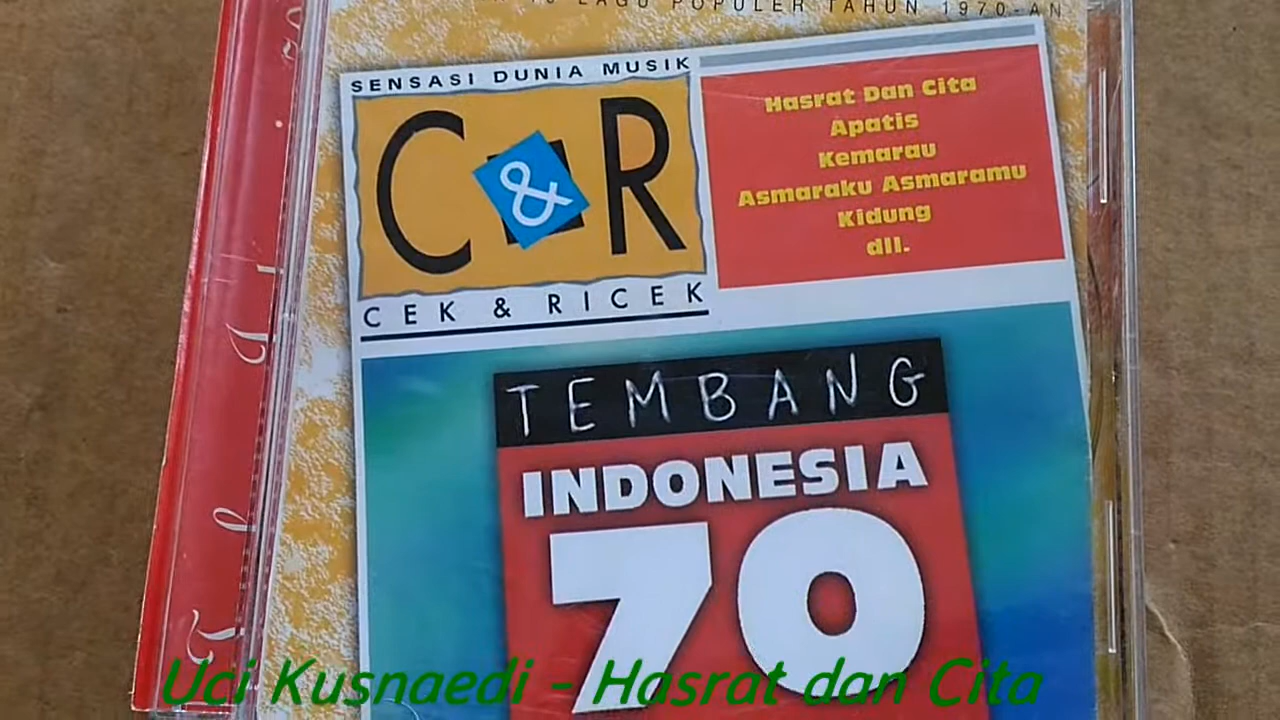 LAGU POPULER TAHUN 1970-AN
SENSASI DUNIA MUSIK
C&R
CEK & RICEK
Hasrat Dan Cita
Apatis
Kemarau
Asmaraku Asmaramu
Kidung
dll.
TEMBANG
INDONESIA
70
Uci Kusnaedi - Hasrat dan Cita